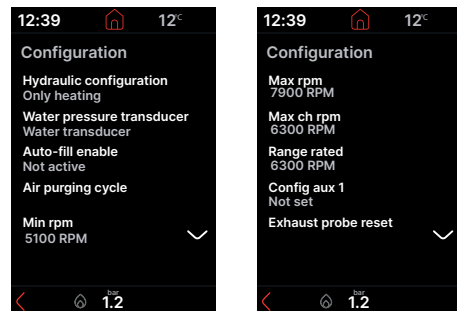 12:39
12°C
Configuration
Hydraulic configuration
Only heating
Water pressure transducer
Water transducer
Auto-fill enable
Not active
Air purging cycle
Min rpm
5100 RPM
bar
1.2
12:39
12°C
Configuration
Max rpm
7900 RPM
Max ch rpm
6300 RPM
Range rated
6300 RPM
Config aux 1
Not set
Exhaust probe reset
bar
1.2